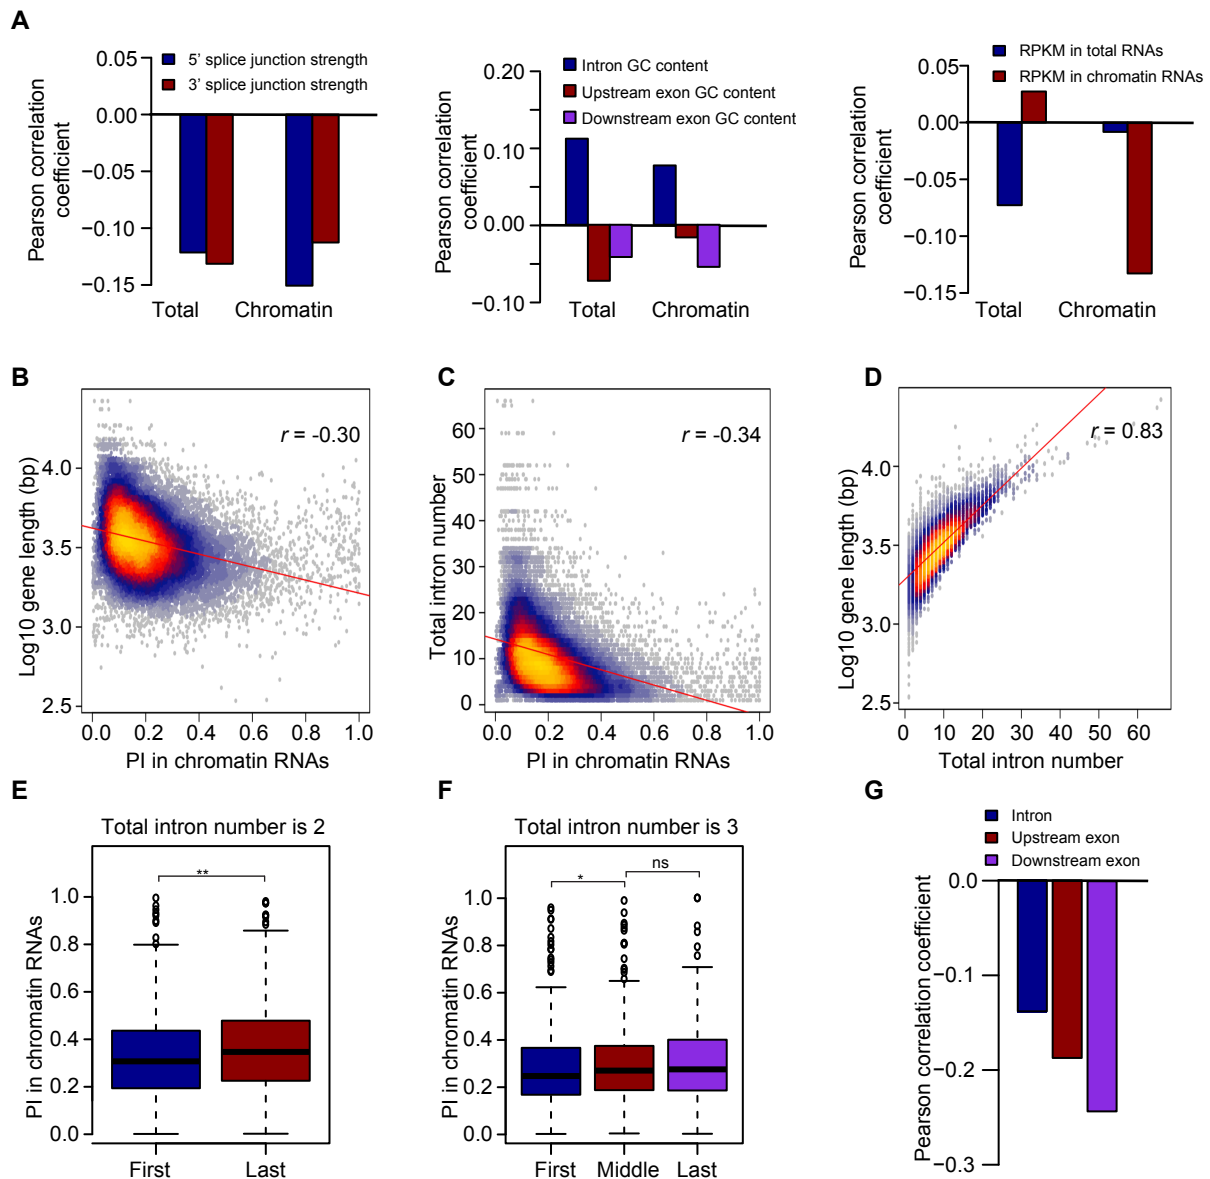 A
Pearson correlation
coefficient
0.05
0.00
−0.05
−0.10
−0.15
5' splice junction strength
3' splice junction strength
Total
Chromatin
Pearson correlation
coefficient
0.20
0.10
0.00
−0.10
Intron GC content
Upstream exon GC content
Downstream exon GC content
Total
Chromatin
Pearson correlation
coefficient
0.05
0.00
−0.05
−0.10
−0.15
RPKM in total RNAs
RPKM in chromatin RNAs
Total
Chromatin
B
Log10 gene length (bp)
4.0
3.5
3.0
2.5
r = -0.30
0.0 0.2 0.4 0.6 0.8 1.0
PI in chromatin RNAs
C
Total intron number
60
50
40
30
20
10
0
r = -0.34
0.0 0.2 0.4 0.6 0.8 1.0
PI in chromatin RNAs
D
Log10 gene length (bp)
4.0
3.5
3.0
2.5
r = 0.83
0 10 20 30 40 50 60
Total intron number
E
Total intron number is 2
PI in chromatin RNAs
1.0
0.8
0.6
0.4
0.2
0.0
**
First
Last
F
Total intron number is 3
PI in chromatin RNAs
1.0
0.8
0.6
0.4
0.2
0.0
*
ns
First
Middle
Last
G
Intron
Upstream exon
Downstream exon
Pearson correlation coefficient
0.0
−0.1
−0.2
−0.3